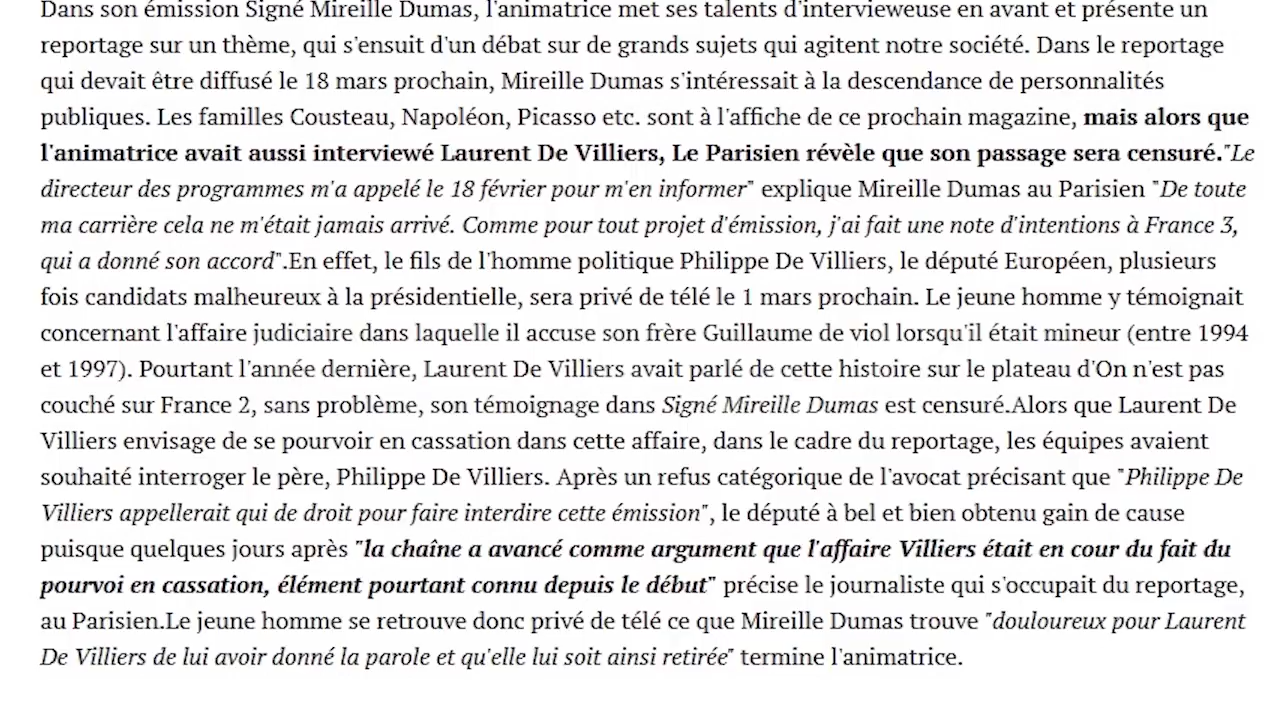 Dans son émission Signé Mireille Dumas, l'animatrice met ses talents d'intervieweuse en avant et présente un
reportage sur un thème, qui s'ensuit d'un débat sur de grands sujets qui agitent notre société. Dans le reportage
qui devait être diffusé le 18 mars prochain, Mireille Dumas s'intéressait à la descendance de personnalités
publiques. Les familles Cousteau, Napoléon, Picasso etc. sont à l'affiche de ce prochain magazine, mais alors que
l'animatrice avait aussi interviewé Laurent De Villiers, Le Parisien révèle que son passage sera censuré."Le
directeur des programmes m'a appelé le 18 février pour m'en informer" explique Mireille Dumas au Parisien "De toute
ma carrière cela ne m'était jamais arrivé. Comme pour tout projet d'émission, j'ai fait une note d'intentions à France 3,
qui a donné son accord".En effet, le fils de l'homme politique Philippe De Villiers, le député Européen, plusieurs
fois candidats malheureux à la présidentielle, sera privé de télé le 1 mars prochain. Le jeune homme y témoignait
concernant l'affaire judiciaire dans laquelle il accuse son frère Guillaume de viol lorsqu'il était mineur (entre 1994
et 1997). Pourtant l'année dernière, Laurent De Villiers avait parlé de cette histoire sur le plateau d'On n'est pas
couché sur France 2, sans problème, son témoignage dans Signé Mireille Dumas est censuré.Alors que Laurent De
Villiers envisage de se pourvoir en cassation dans cette affaire, dans le cadre du reportage, les équipes avaient
souhaité interroger le père, Philippe De Villiers. Après un refus catégorique de l'avocat précisant que "Philippe De
Villiers appellerait qui de droit pour faire interdire cette émission", le député à bel et bien obtenu gain de cause
puisque quelques jours après "la chaîne a avancé comme argument que l'affaire Villiers était en cour du fait du
pourvoi en cassation, élément pourtant connu depuis le début" précise le journaliste qui s'occupait du reportage,
au Parisien.Le jeune homme se retrouve donc privé de télé ce que Mireille Dumas trouve "douloureux pour Laurent
De Villiers de lui avoir donné la parole et qu'elle lui soit ainsi retirée" termine l'animatrice.